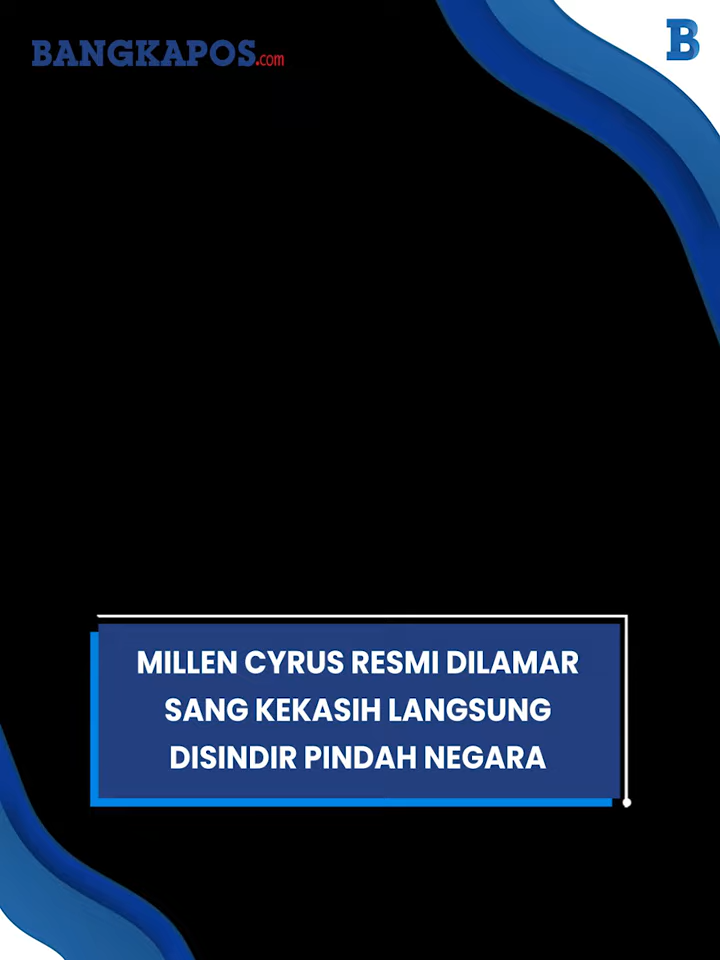 BANGKAPOS.com
B
MILLEN CYRUS RESMI DILAMAR
SANG KEKASIH LANGSUNG
DISINDIR PINDAH NEGARA